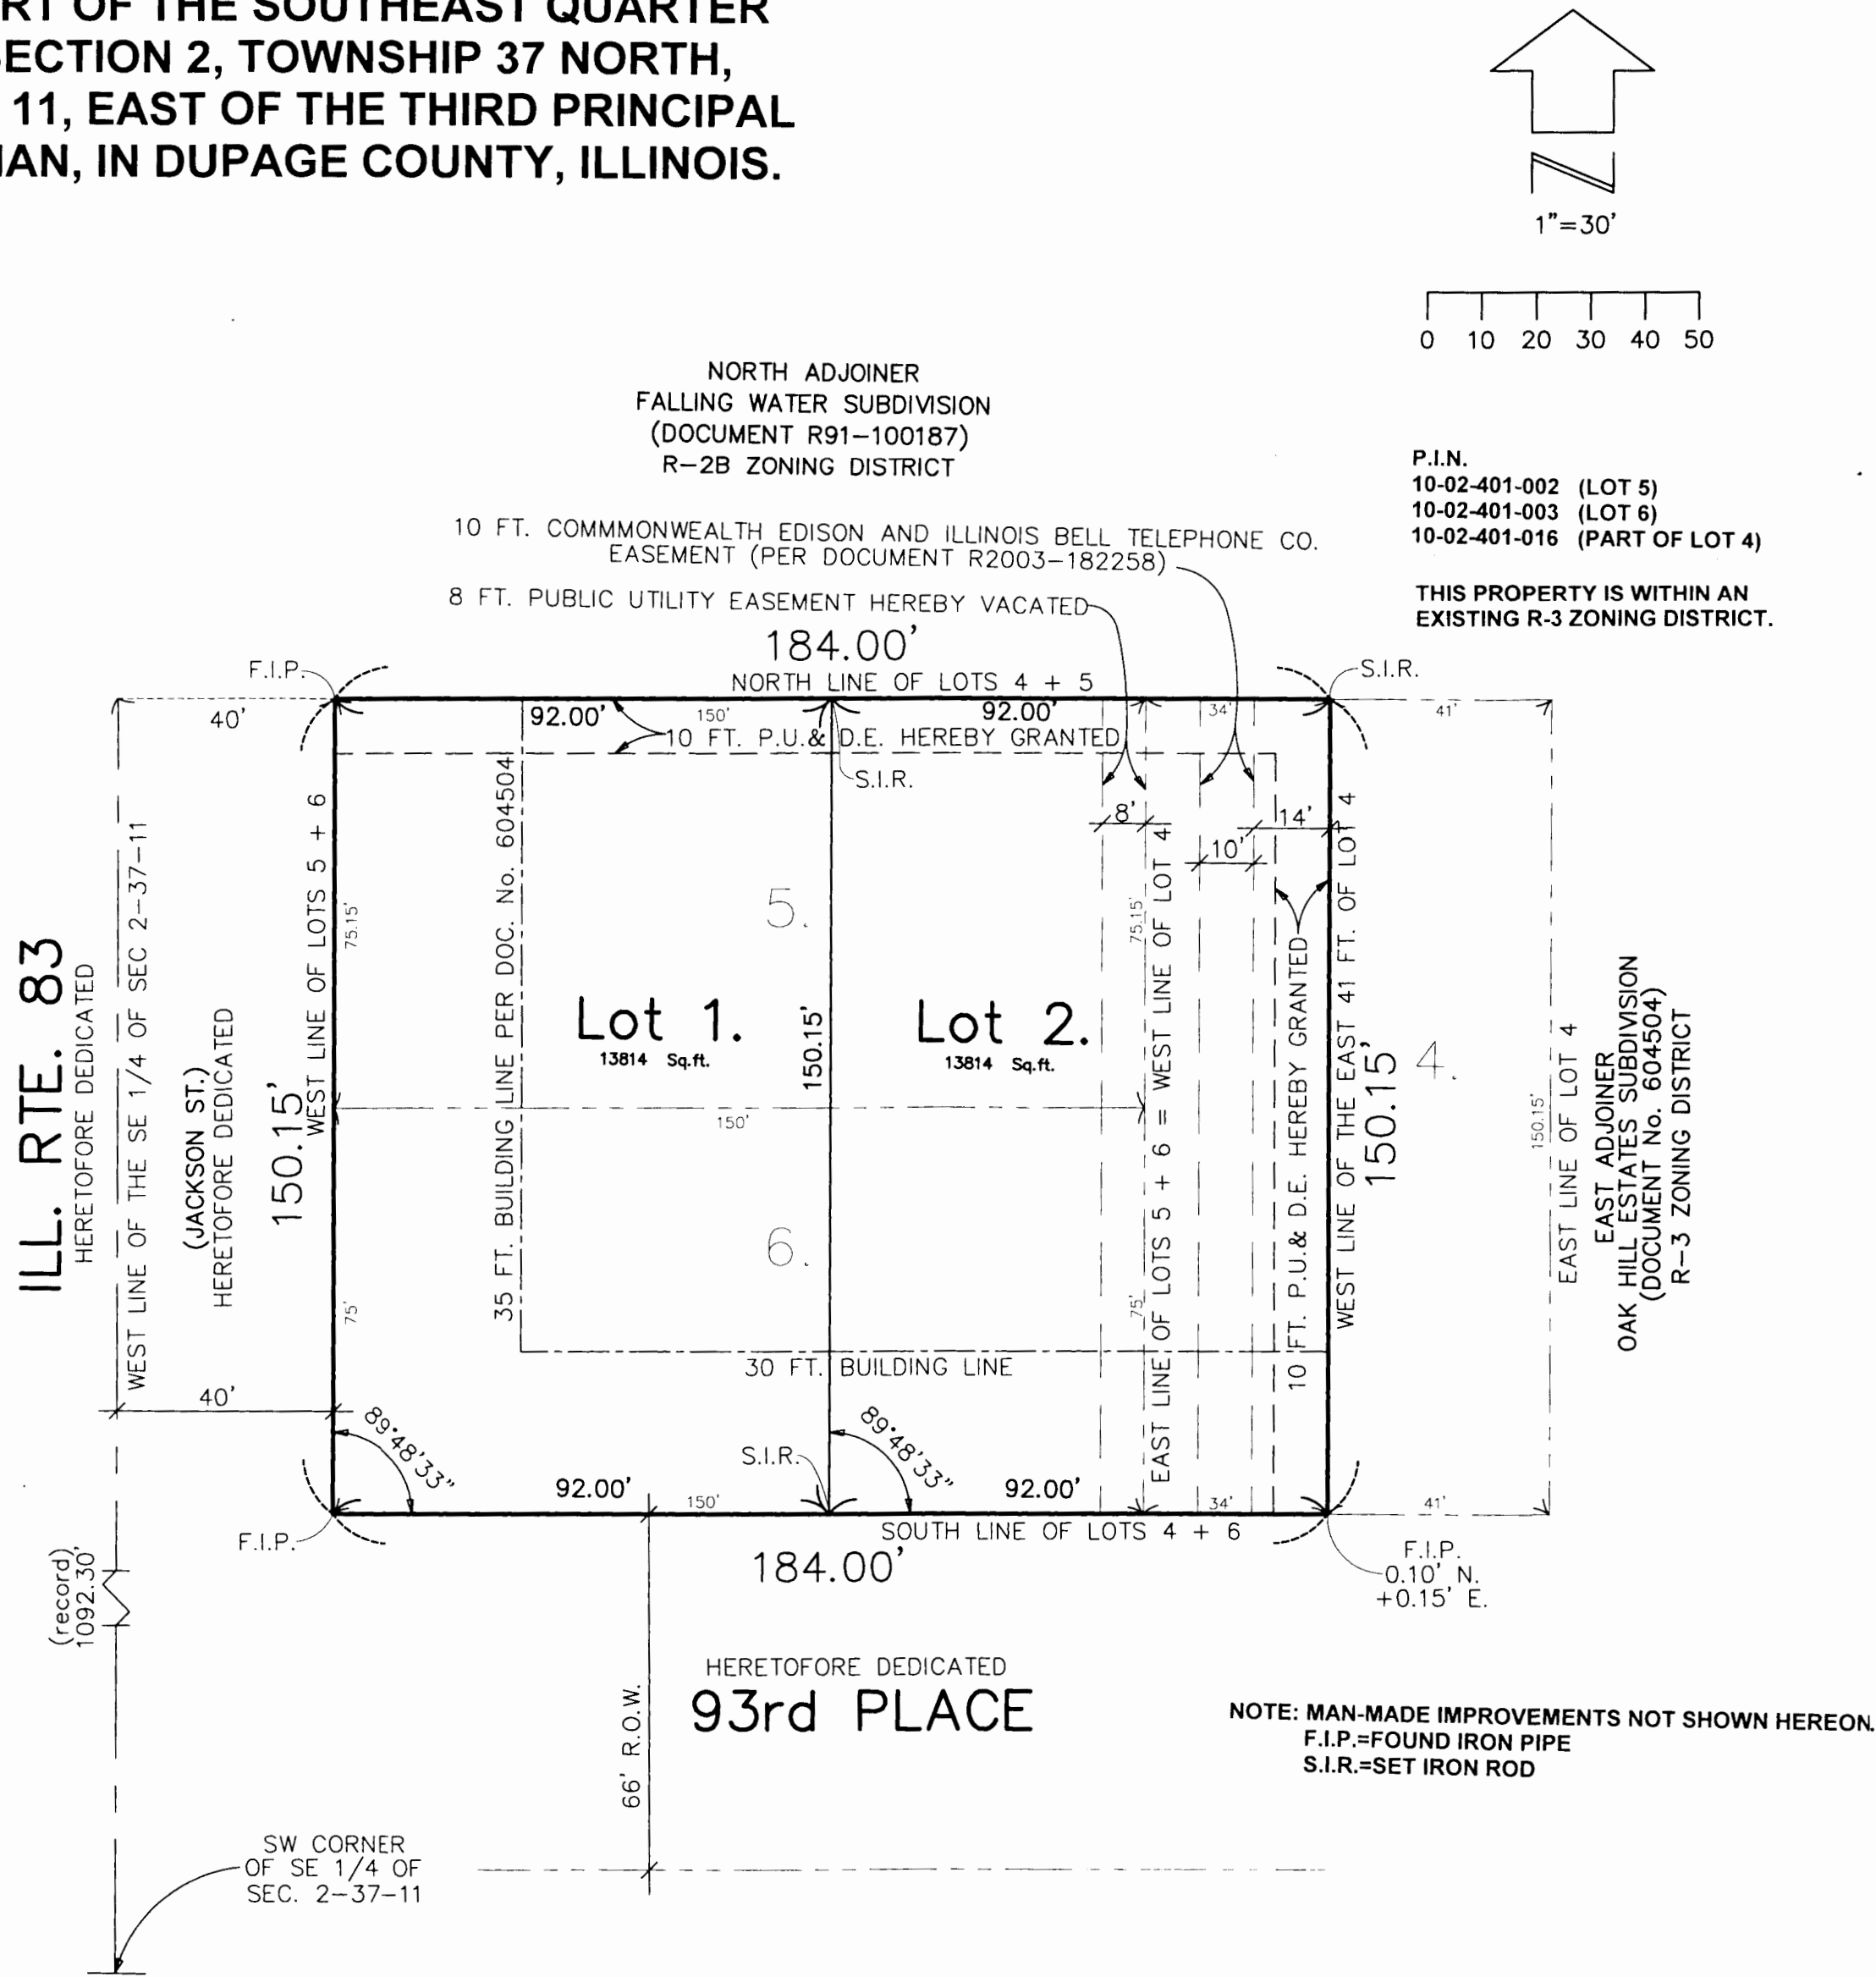 RT OF THE SOUTHEAST QUARTER
SECTION 2, TOWNSHIP 37 NORTH,
11, EAST OF THE THIRD PRINCIPAL
IAN, IN DUPAGE COUNTY, ILLINOIS.
N
1"=30'
0 10 20 30 40 50
NORTH ADJOINER
FALLING WATER SUBDIVISION
(DOCUMENT R91-100187)
R-2B ZONING DISTRICT
P.I.N.
10-02-401-002 (LOT 5)
10-02-401-003 (LOT 6)
10-02-401-016 (PART OF LOT 4)
THIS PROPERTY IS WITHIN AN
EXISTING R-3 ZONING DISTRICT.
10 FT. COMMMONWEALTH EDISON AND ILLINOIS BELL TELEPHONE CO.
EASEMENT (PER DOCUMENT R2003-182258)
8 FT. PUBLIC UTILITY EASEMENT HEREBY VACATED
184.00'
F.I.P.
NORTH LINE OF LOTS 4 + 5
S.I.R.
40'
92.00'
150'
92.00'
34'
41'
10 FT. P.U.& D.E. HEREBY GRANTED
S.I.R.
8'
14'
10'
ILL. RTE. 83
HERETOFORE DEDICATED
WEST LINE OF THE SE 1/4 OF SEC 2-37-11
(JACKSON ST.)
HERETOFORE DEDICATED
150.15'
WEST LINE OF LOTS 5 + 6
75.15'
75'
35 FT. BUILDING LINE PER DOC. No. 604504
5.
Lot 1.
13814 Sq.ft.
150.15'
Lot 2.
13814 Sq.ft.
150'
6.
75.15'
75'
EAST LINE OF LOTS 5 + 6 = WEST LINE OF LOT 4
10 FT. P.U.& D.E. HEREBY GRANTED
WEST LINE OF THE EAST 41 FT. OF LOT 4
150.15'
4.
150.15'
EAST LINE OF LOT 4
EAST ADJOINER
OAK HILL ESTATES SUBDIVISION
(DOCUMENT No. 604504)
R-3 ZONING DISTRICT
30 FT. BUILDING LINE
40'
89°48'33"
S.I.R.
89°48'33"
92.00'
150'
92.00'
34'
41'
F.I.P.
SOUTH LINE OF LOTS 4 + 6
184.00'
F.I.P.
0.10' N.
+0.15' E.
(record)
1092.30'
HERETOFORE DEDICATED
93rd PLACE
66' R.O.W.
NOTE: MAN-MADE IMPROVEMENTS NOT SHOWN HEREON.
F.I.P.=FOUND IRON PIPE
S.I.R.=SET IRON ROD
SW CORNER
OF SE 1/4 OF
SEC. 2-37-11